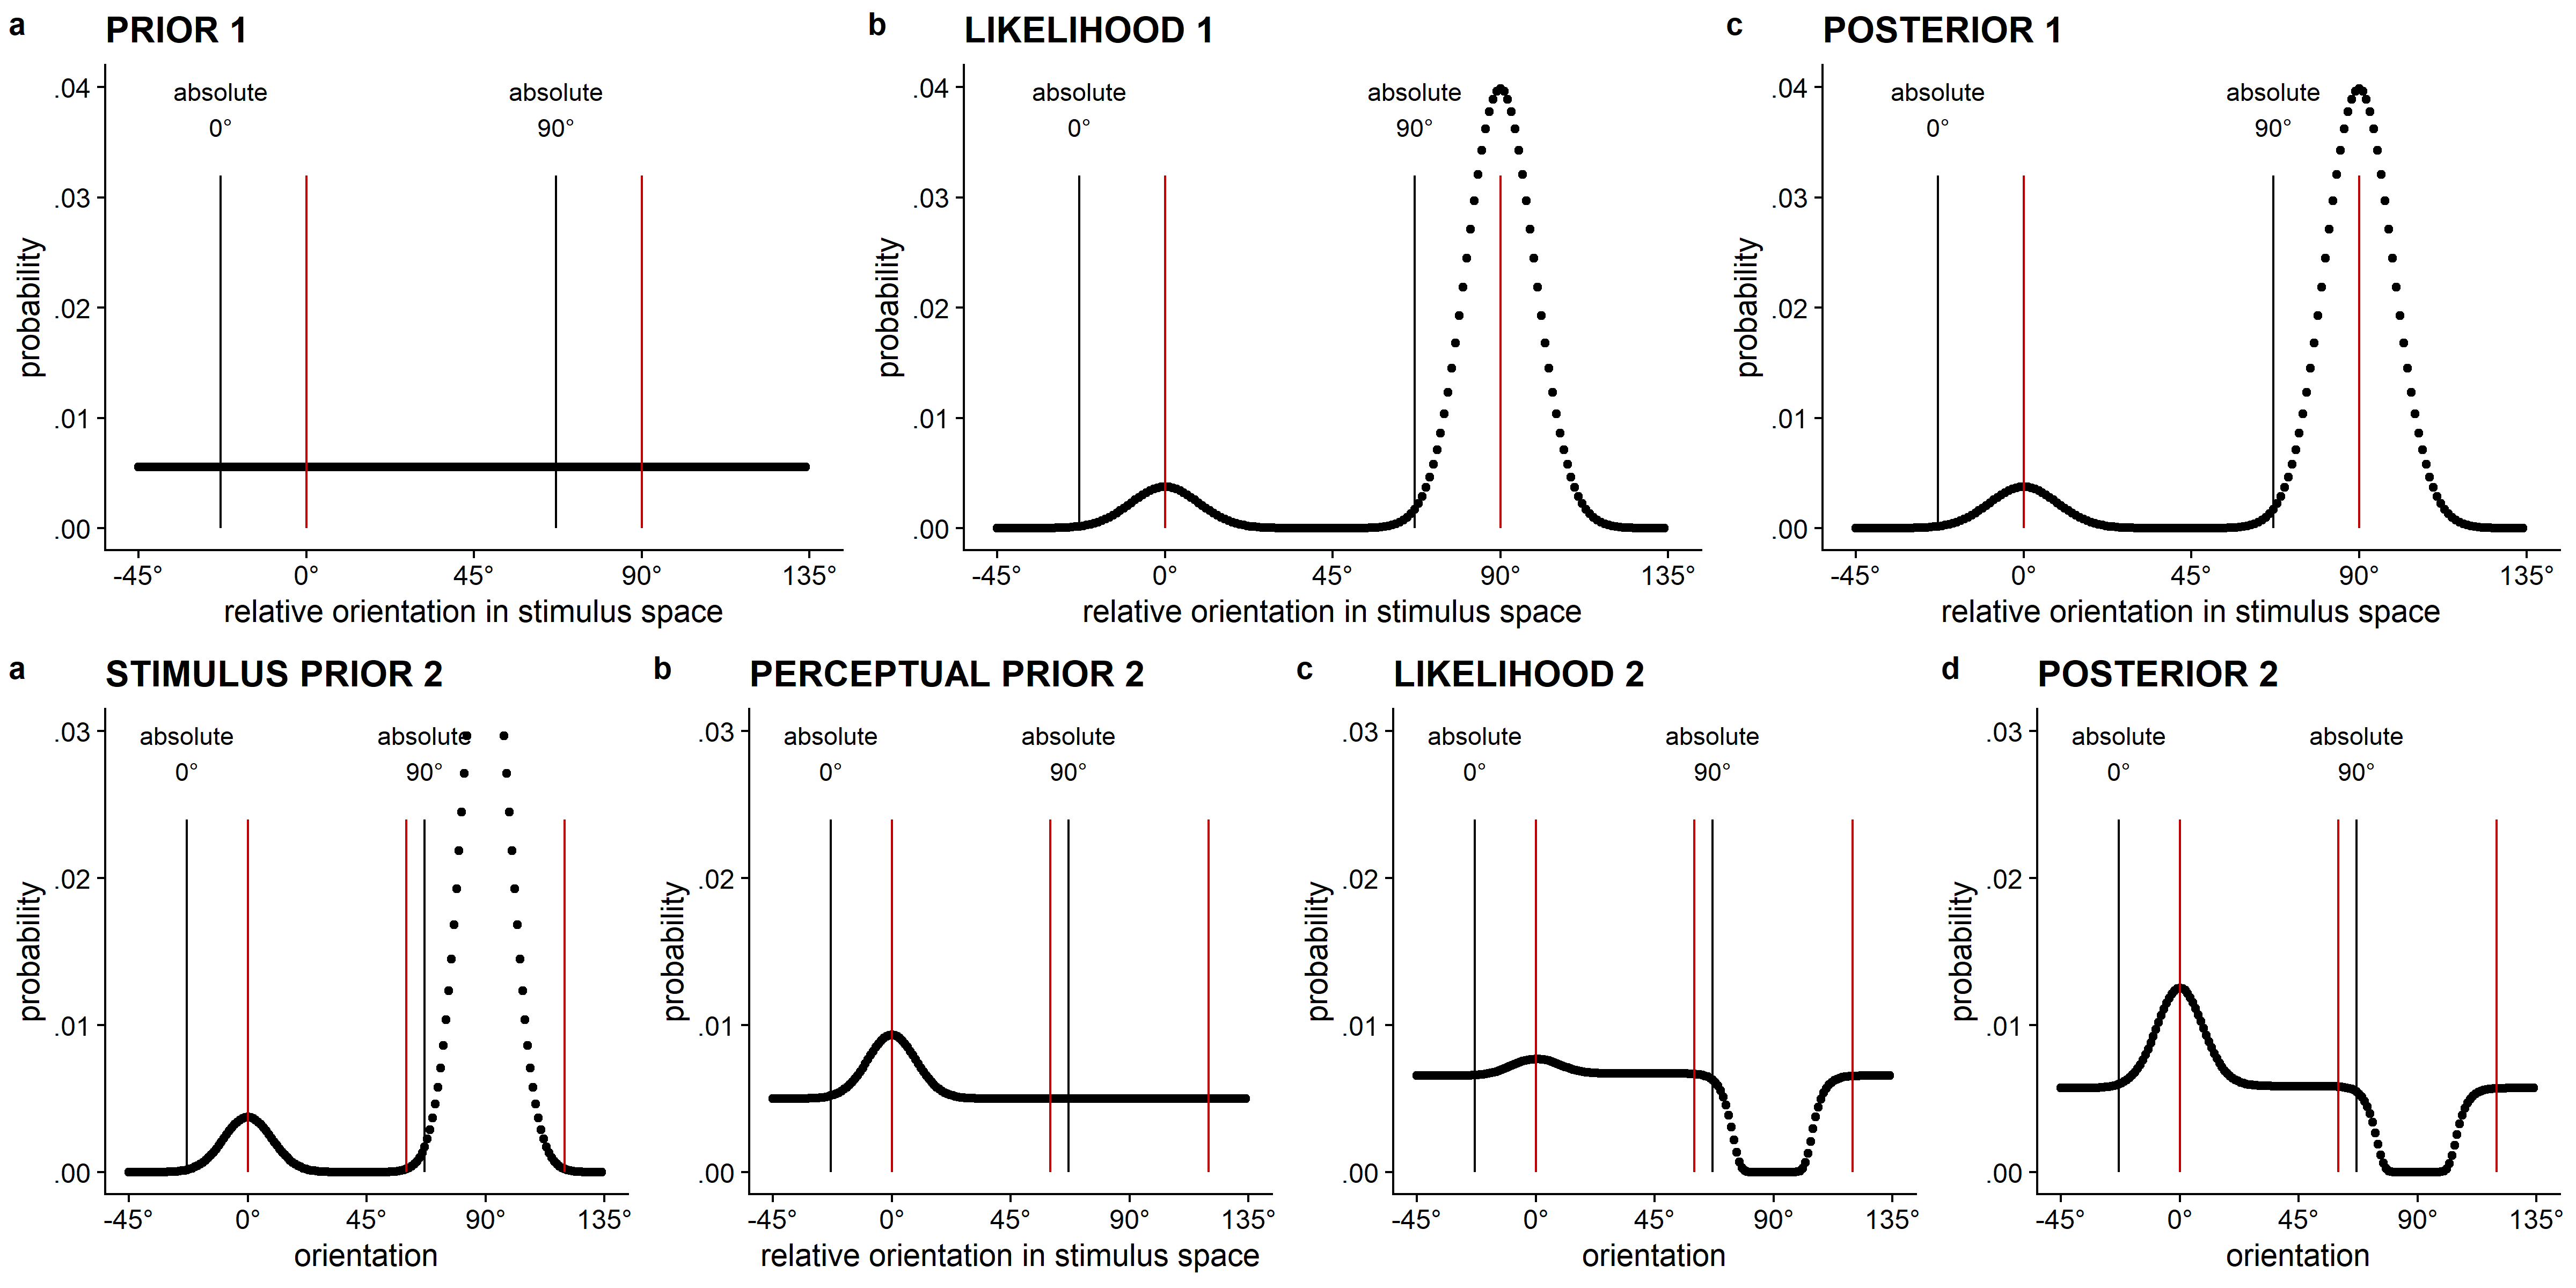 a PRIOR 1
absolute 0°
absolute 90°
.04
.03
.02
.01
.00
probability
-45° 0° 45° 90° 135°
relative orientation in stimulus space
b LIKELIHOOD 1
absolute 0°
absolute 90°
.04
.03
.02
.01
.00
probability
-45° 0° 45° 90° 135°
relative orientation in stimulus space
c POSTERIOR 1
absolute 0°
absolute 90°
.04
.03
.02
.01
.00
probability
-45° 0° 45° 90° 135°
relative orientation in stimulus space
a STIMULUS PRIOR 2
absolute 0°
absolute 90°
.03
.02
.01
.00
probability
-45° 0° 45° 90° 135°
orientation
b PERCEPTUAL PRIOR 2
absolute 0°
absolute 90°
.03
.02
.01
.00
probability
-45° 0° 45° 90° 135°
relative orientation in stimulus space
c LIKELIHOOD 2
absolute 0°
absolute 90°
.03
.02
.01
.00
probability
-45° 0° 45° 90° 135°
orientation
d POSTERIOR 2
absolute 0°
absolute 90°
.03
.02
.01
.00
probability
-45° 0° 45° 90° 135°
orientation